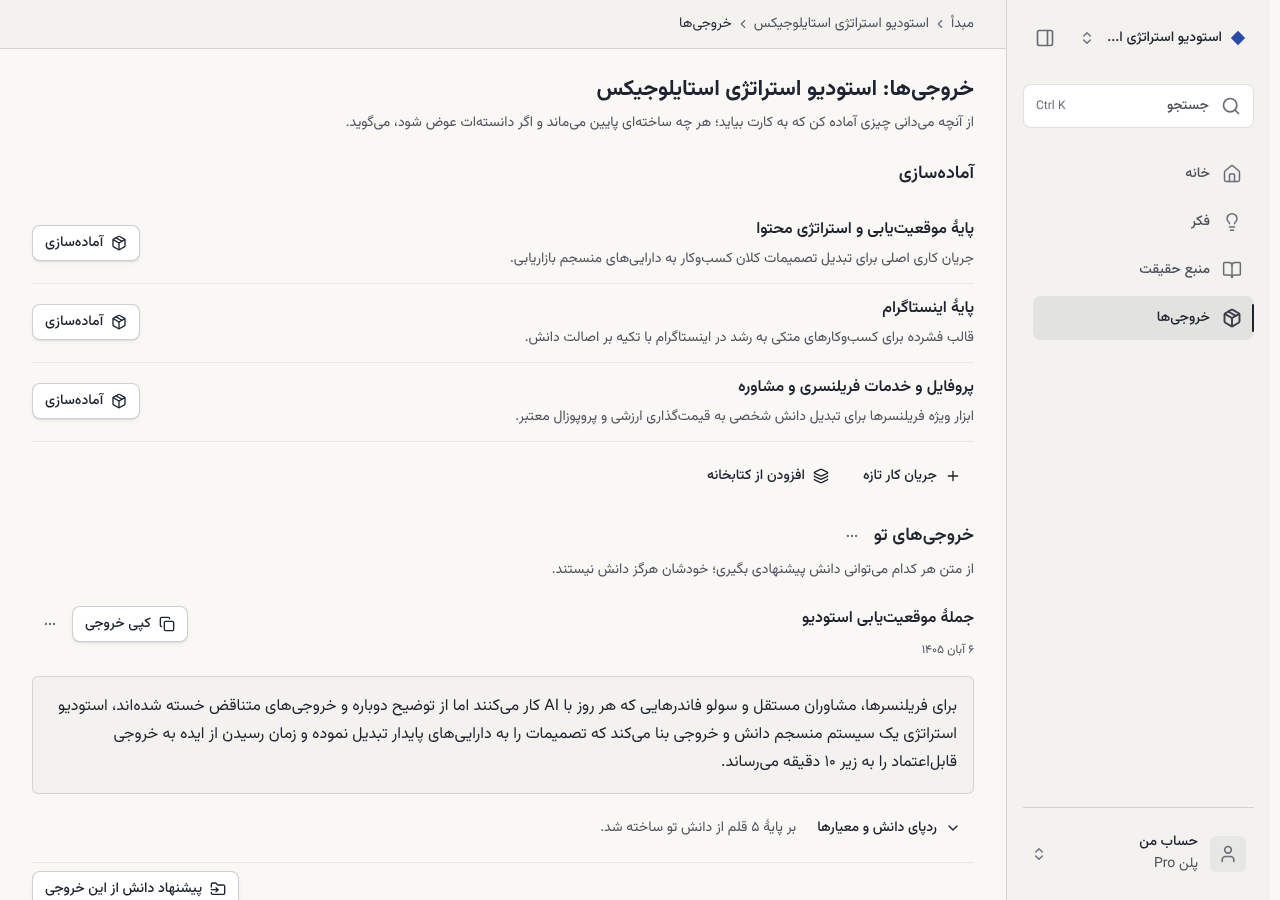 استودیو استراتژی ا...
جستجو
Ctrl K
خانه
فکر
منبع حقیقت
خروجی‌ها
حساب من
پلن Pro
مبدأ › استودیو استراتژی استایلوجیکس › خروجی‌ها
خروجی‌ها: استودیو استراتژی استایلوجیکس
از آنچه می‌دانی چیزی آماده کن که به کارت بیاید؛ هر چه ساخته‌ای پایین می‌ماند و اگر دانسته‌ات عوض شود، می‌گوید.
آماده‌سازی
پایهٔ موقعیت‌یابی و استراتژی محتوا
جریان کاری اصلی برای تبدیل تصمیمات کلان کسب‌وکار به دارایی‌های منسجم بازاریابی.
آماده‌سازی
پایهٔ اینستاگرام
قالب فشرده برای کسب‌وکارهای متکی به رشد در اینستاگرام با تکیه بر اصالت دانش.
آماده‌سازی
پروفایل و خدمات فریلنسری و مشاوره
ابزار ویژه فریلنسرها برای تبدیل دانش شخصی به قیمت‌گذاری ارزشی و پروپوزال معتبر.
آماده‌سازی
جریان کار تازه
افزودن از کتابخانه
خروجی‌های تو ...
از متن هر کدام می‌توانی دانش پیشنهادی بگیری؛ خودشان هرگز دانش نیستند.
جملهٔ موقعیت‌یابی استودیو
۶ آبان ۱۴۰۵
کپی خروجی
...
برای فریلنسرها، مشاوران مستقل و سولو فاندرهایی که هر روز با AI کار می‌کنند اما از توضیح دوباره و خروجی‌های متناقض خسته شده‌اند، استودیو
استراتژی یک سیستم منسجم دانش و خروجی بنا می‌کند که تصمیمات را به دارایی‌های پایدار تبدیل نموده و زمان رسیدن از ایده به خروجی
قابل‌اعتماد را به زیر ۱۰ دقیقه می‌رساند.
ردپای دانش و معیارها
بر پایهٔ ۵ قلم از دانش تو ساخته شد.
پیشنهاد دانش از این خروجی